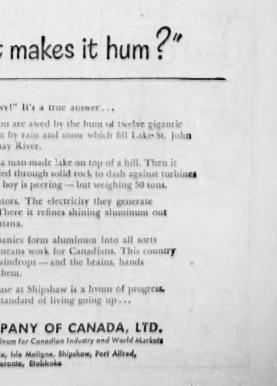 t makes it hum?"
sy!" It's a true answer...
ou are awed by the hum of twelve gigantic
n by rain and snow which fill Lake St. John
nay River.
a man-made lake on top of a hill. Then it
ed through solid rock to dash against turbines
boy is peering — but weighing 50 tons.
tors. The electricity they generate
There it refines shining aluminum out
uiana.
panies form aluminum into all sorts
means work for Canadians. This country
aindrops — and the brains, hands
them.
use at Shipshaw is a hymn of progress,
standard of living going up...
PANY OF CANADA, LTD.
minum for Canadian Industry and World Markets
a, Isle Maligne, Shipshaw, Port Alfred,
oronto, Etobicoke